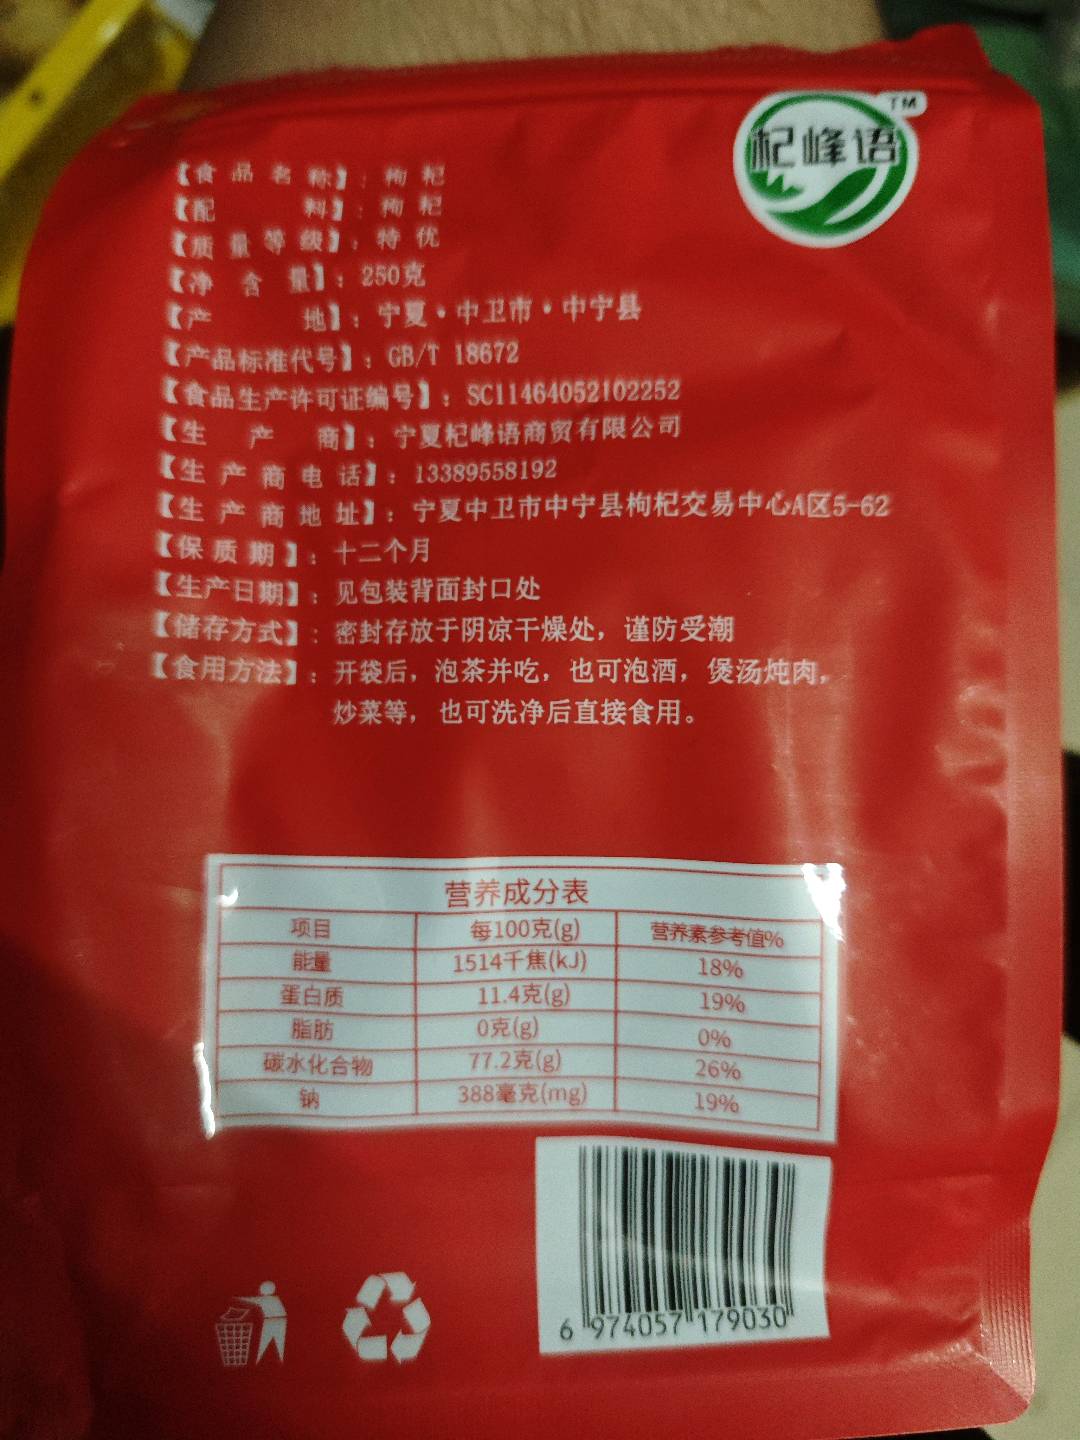 杞峰语
TM
【食品名称】：枸杞
【配料】：枸杞
【质量等级】：特优
【净含量】：250克
【产地】：宁夏·中卫市·中宁县
【产品标准代号】：GB/T 18672
【食品生产许可证编号】：SC11464052102252
【生产商】：宁夏杞峰语商贸有限公司
【生产商电话】：13389558192
【生产商地址】：宁夏中卫市中宁县枸杞交易中心A区5-62
【保质期】：十二个月
【生产日期】：见包装背面封口处
【储存方式】：密封存放于阴凉干燥处，谨防受潮
【食用方法】：开袋后，泡茶并吃，也可泡酒，煲汤炖肉，
炒菜等，也可洗净后直接食用。
营养成分表
项目 每100克(g) 营养素参考值%
能量 1514千焦(kJ) 18%
蛋白质 11.4克(g) 19%
脂肪 0克(g) 0%
碳水化合物 77.2克(g) 26%
钠 388毫克(mg) 19%
6 974057 179030